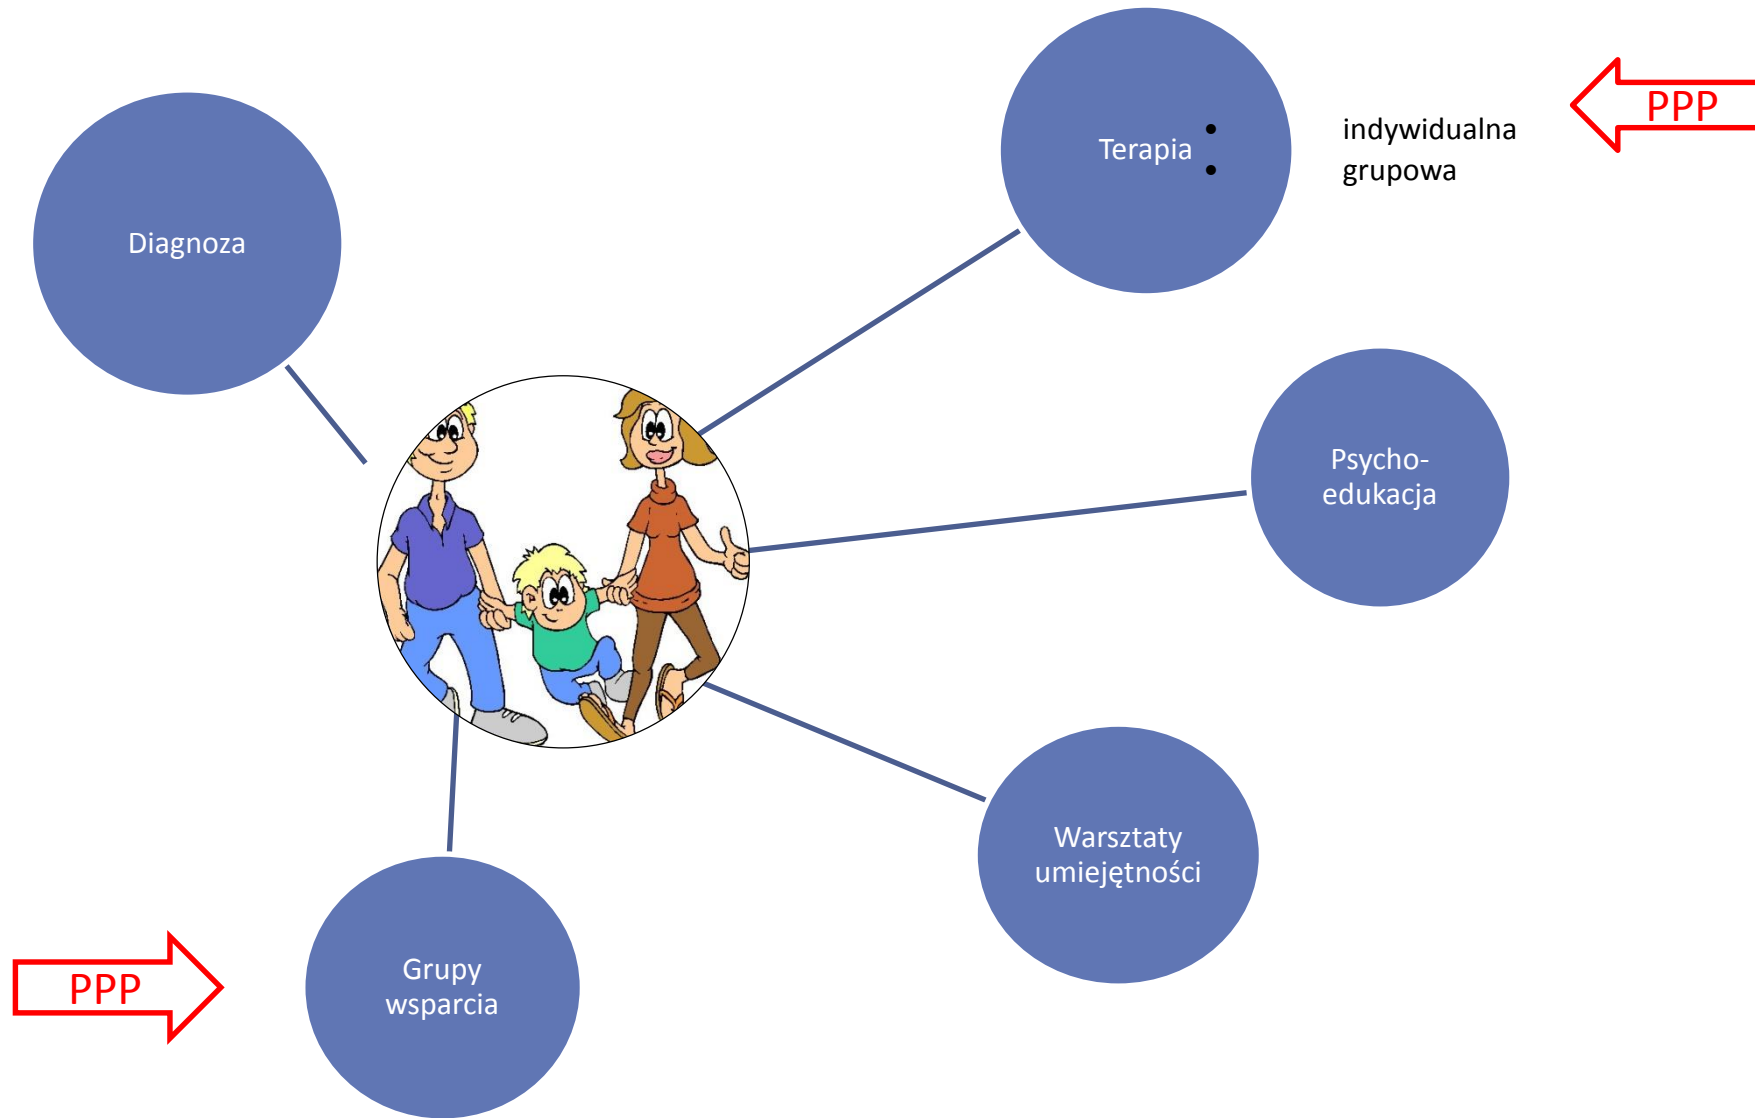 PPP
Terapia
• indywidualna
• grupowa
Diagnoza
Psycho-
edukacja
Warsztaty
umiejętności
Grupy
wsparcia
PPP